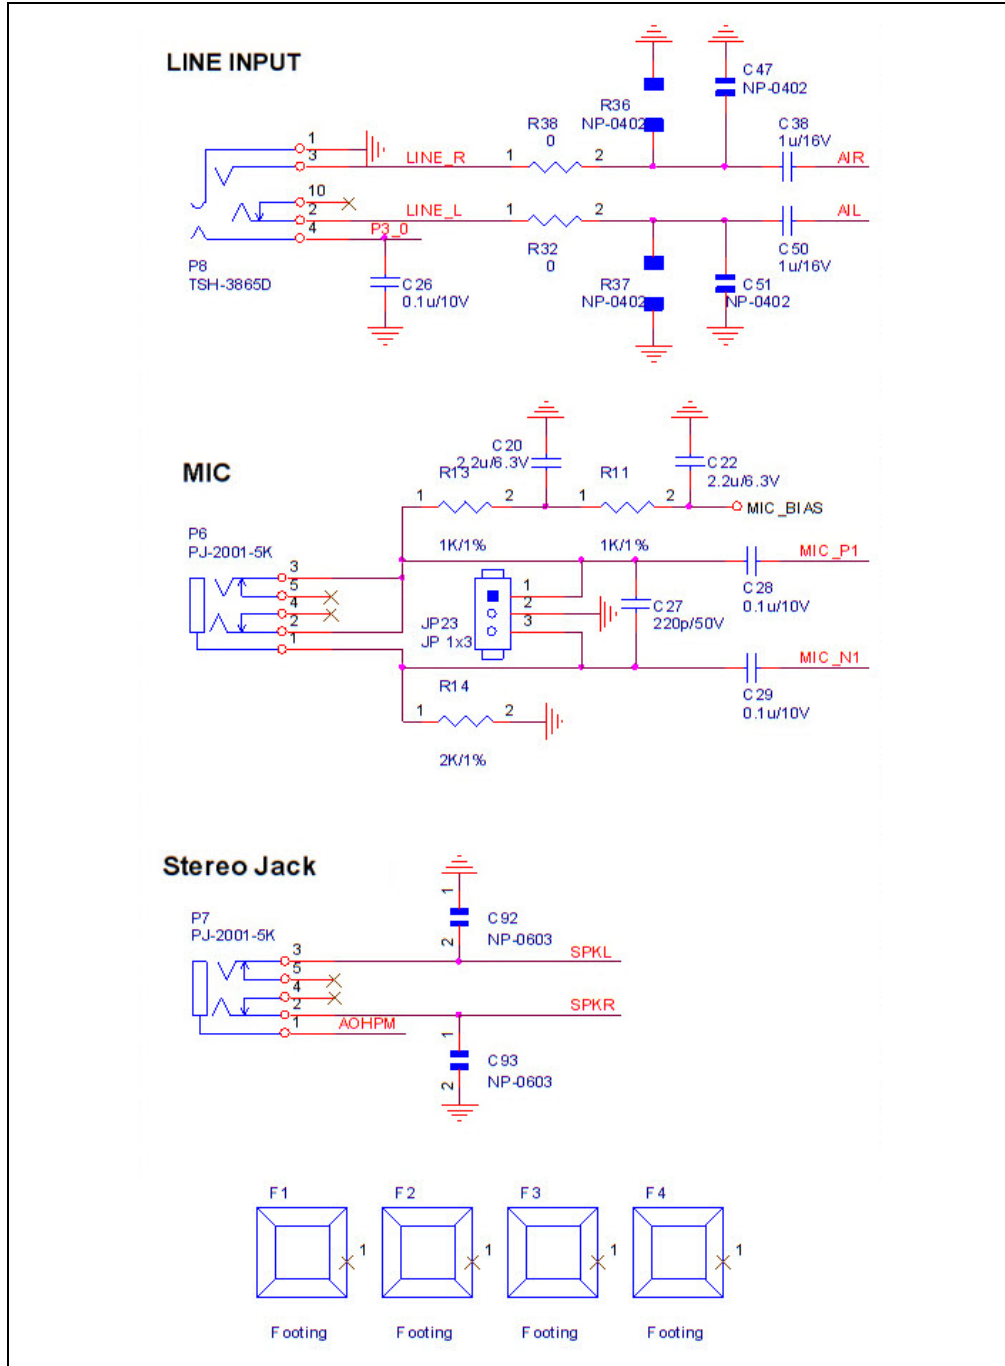 LINE INPUT
C47
NP-0402
R36
NP-0402
R38
0
C38
1u/16V
1
3
LINE_R
1
2
AIR
10
2
LINE_L
1
2
AIL
4
P3_0
R32
0
C50
1u/16V
P8
TSH-3865D
C26
0.1u/10V
R37
NP-0402
C51
NP-0402
MIC
C20
2.2u/6.3V
R13
R11
C22
2.2u/6.3V
1
2
1
2
MIC_BIAS
P6
PJ-2001-5K
1K/1%
1K/1%
MIC_P1
3
5
4
2
1
1
2
3
JP23
JP 1x3
C27
220p/50V
C28
0.1u/10V
MIC_N1
R14
1
2
2K/1%
C29
0.1u/10V
Stereo Jack
1
C92
NP-0603
2
P7
PJ-2001-5K
3
SPKL
5
4
2
SPKR
1
AOHPM
1
C93
NP-0603
2
F1
F2
F3
F4
1
1
1
1
Footing
Footing
Footing
Footing